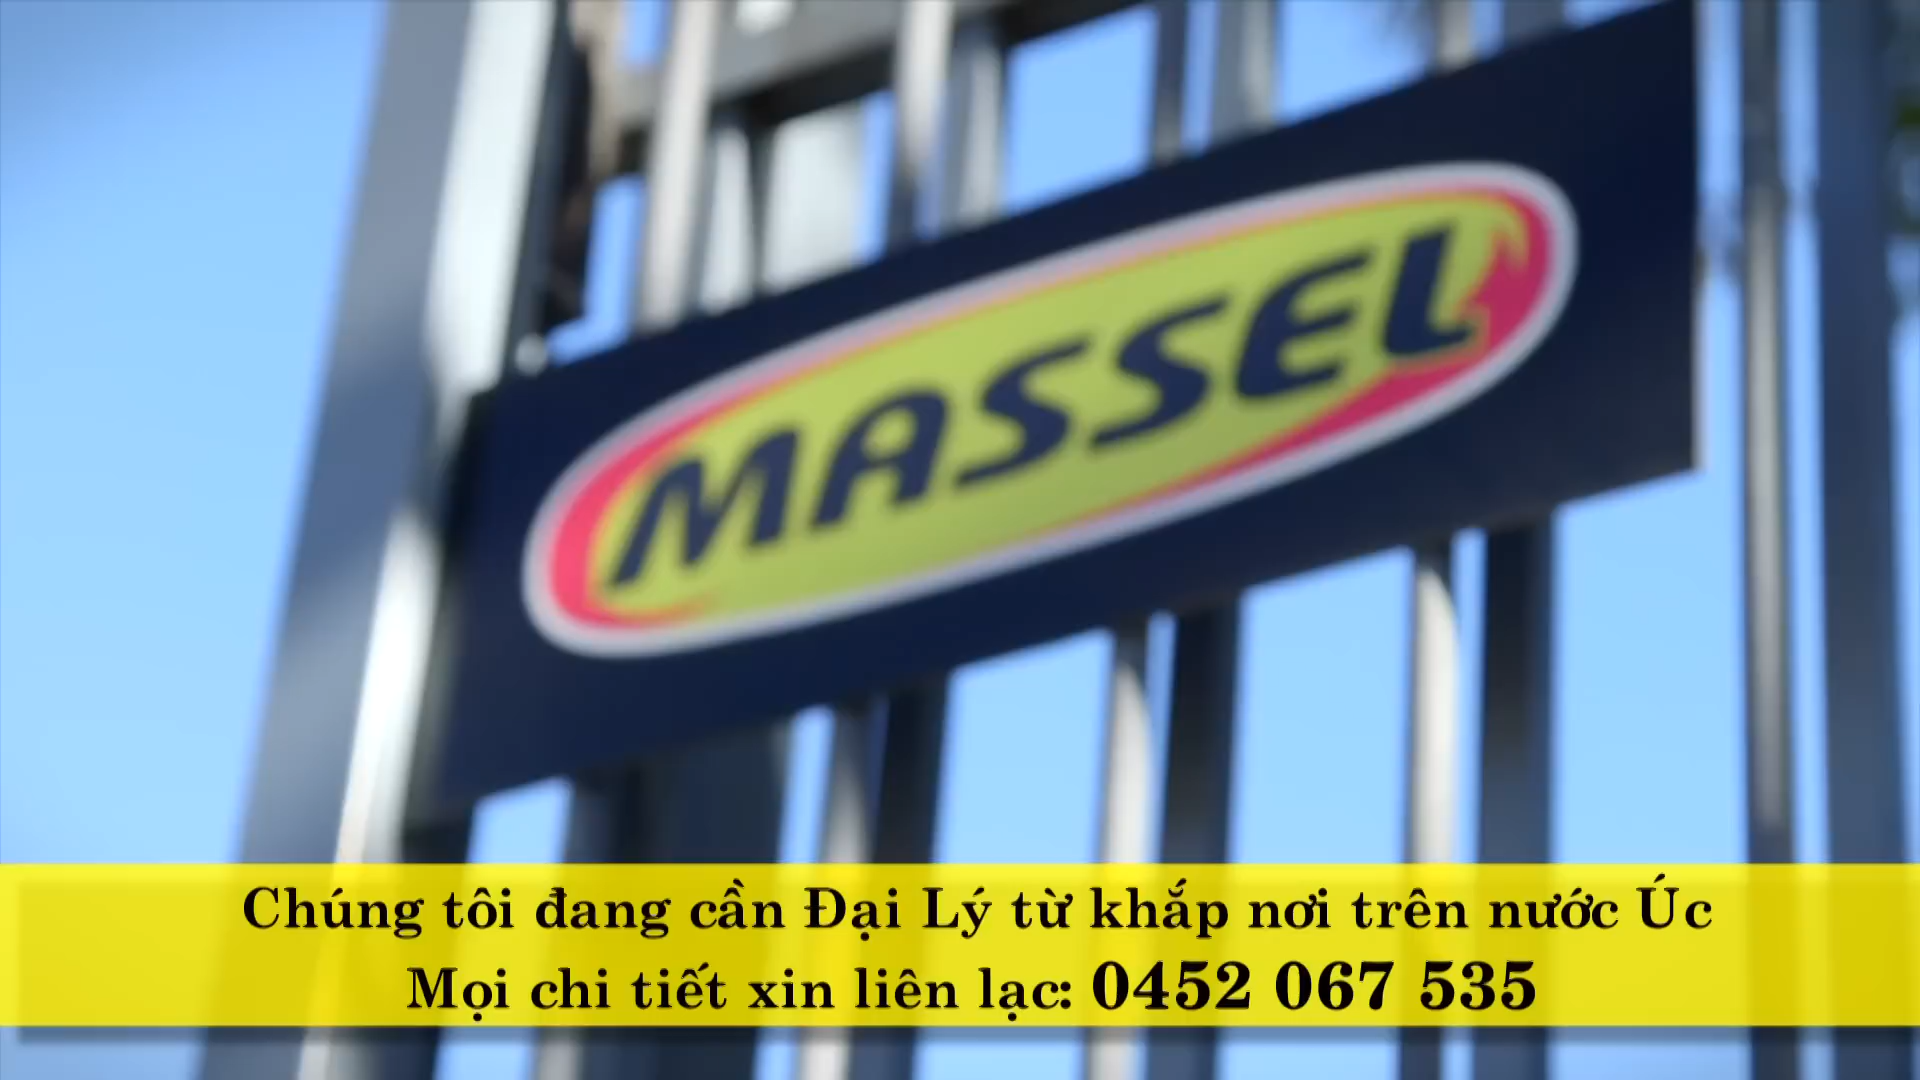 MASSEL
Chúng tôi đang cần Đại Lý từ khắp nơi trên nước Úc
Mọi chi tiết xin liên lạc: 0452 067 535